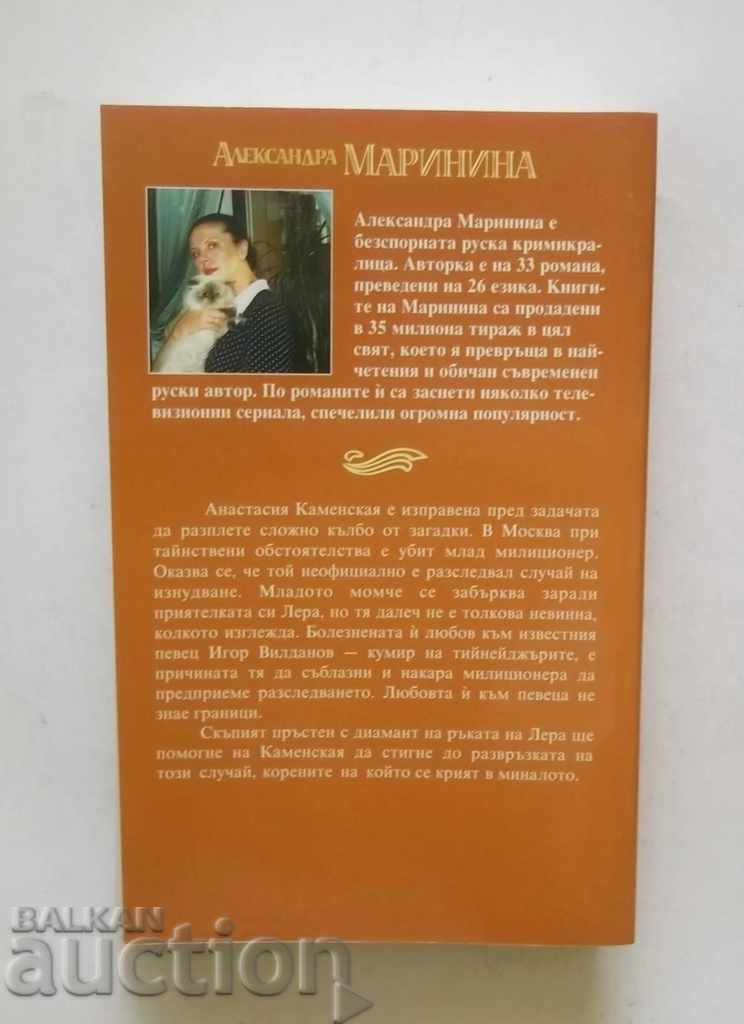 АЛЕКСАНДРА МАРИНИНА
Александра Маринина е
безспорната руска кримикра-
лица. Авторка е на 33 романа,
преведени на 26 езика. Книги-
те на Маринина са продадени
в 35 милиона тираж в цял
свят, което я превръща в най-
четения и обичан съвременен
руски автор. По романите ѝ са заснети няколко теле-
визионни сериала, спечелили огромна популярност.
Анастасия Каменская е изправена пред задачата
да разплете сложно кълбо от загадки. В Москва при
тайнствени обстоятелства е убит млад милиционер.
Оказва се, че той неофициално е разследвал случай на
изнудване. Младото момче се забърква заради
приятелката си Лера, но тя далеч не е толкова невинна,
колкото изглежда. Болезнената ѝ любов към известния
певец Игор Вилданов – кумир на тийнейджърите, е
причината тя да съблазни и накара милиционера да
предприеме разследването. Любовта ѝ към певеца не
знае граници.
Скъпият пръстен с диамант на ръката на Лера ще
помогне на Каменская да стигне до развръзката на
този случай, корените на който се крият в миналото.
BALKAN
auction